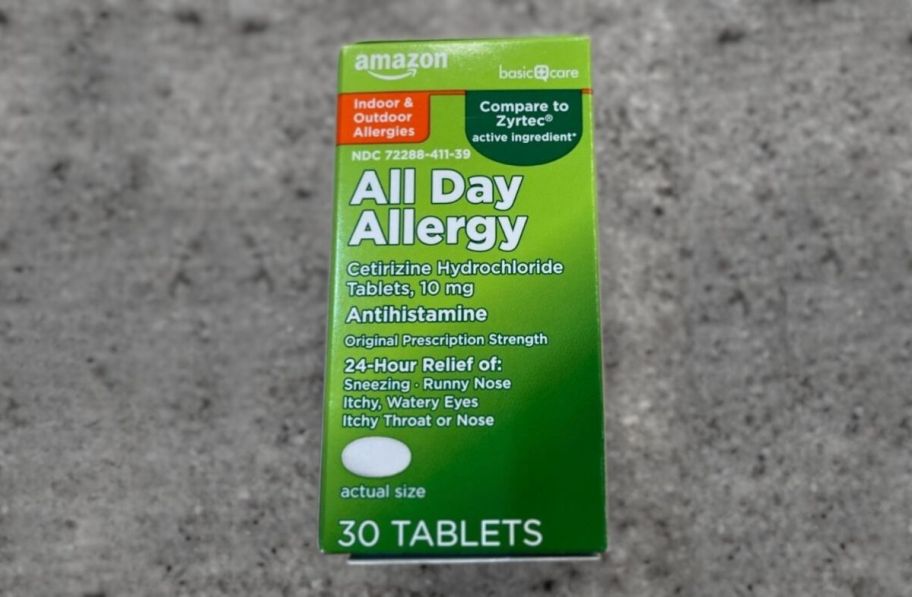 amazon
basic care
Indoor &
Outdoor
Allergies
Compare to
Zyrtec®
active ingredient*
NDC 72288-411-39
All Day
Allergy
Cetirizine Hydrochloride
Tablets, 10 mg
Antihistamine
Original Prescription Strength
24-Hour Relief of:
Sneezing · Runny Nose
Itchy, Watery Eyes
Itchy Throat or Nose
actual size
30 TABLETS